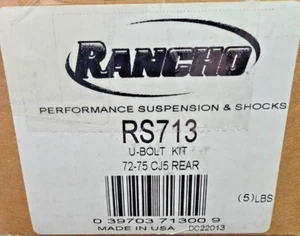 RANCHO
PERFORMANCE SUSPENSION & SHOCKS
RS713
U-BOLT KIT
72-75 CJ5 REAR
(5)LBS
0 39703 71300 9
MADE IN USA DC22013